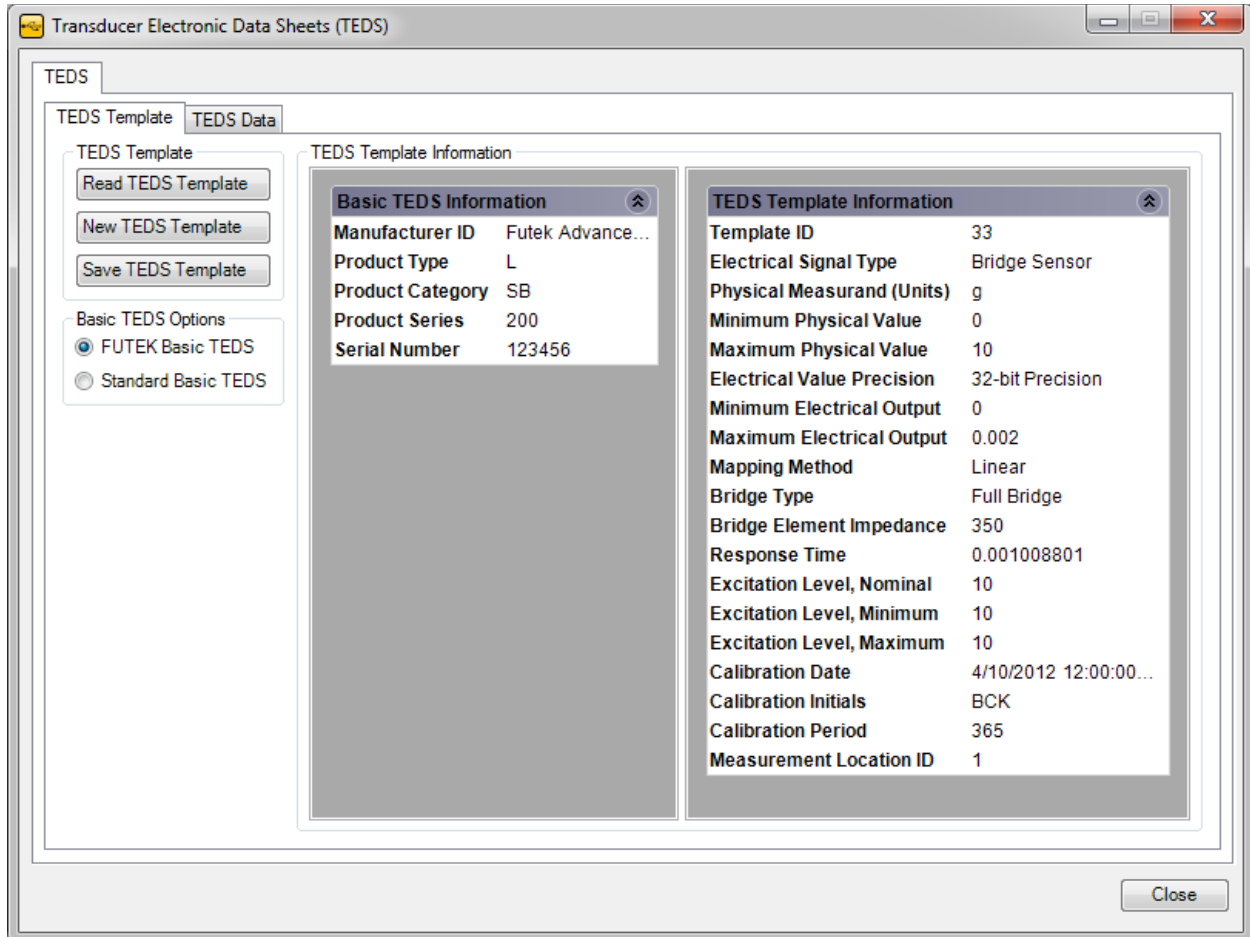 Transducer Electronic Data Sheets (TEDS)
TEDS
TEDS Template TEDS Data
TEDS Template
Read TEDS Template
New TEDS Template
Save TEDS Template
Basic TEDS Options
FUTEK Basic TEDS
Standard Basic TEDS
TEDS Template Information
Basic TEDS Information
Manufacturer ID Futek Advance...
Product Type L
Product Category SB
Product Series 200
Serial Number 123456
TEDS Template Information
Template ID 33
Electrical Signal Type Bridge Sensor
Physical Measurand (Units) g
Minimum Physical Value 0
Maximum Physical Value 10
Electrical Value Precision 32-bit Precision
Minimum Electrical Output 0
Maximum Electrical Output 0.002
Mapping Method Linear
Bridge Type Full Bridge
Bridge Element Impedance 350
Response Time 0.001008801
Excitation Level, Nominal 10
Excitation Level, Minimum 10
Excitation Level, Maximum 10
Calibration Date 4/10/2012 12:00:00...
Calibration Initials BCK
Calibration Period 365
Measurement Location ID 1
Close